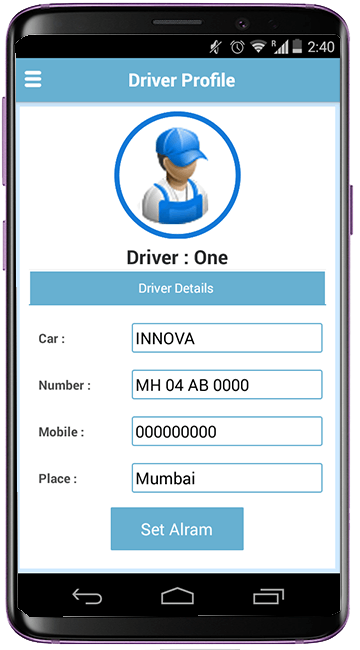 R 2:40
Driver Profile
Driver : One
Driver Details
Car : INNOVA
Number : MH 04 AB 0000
Mobile : 000000000
Place : Mumbai
Set Alram